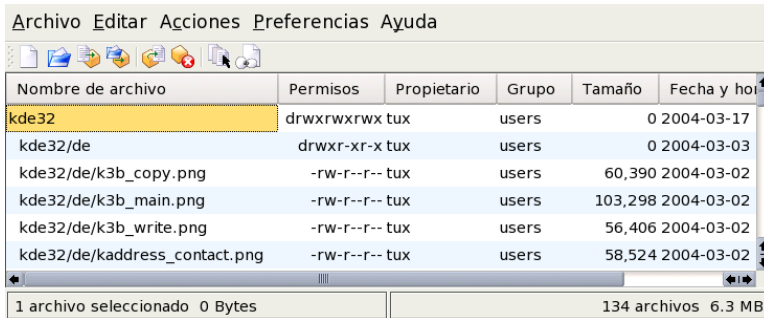 Archivo Editar Acciones Preferencias Ayuda
Nombre de archivo Permisos Propietario Grupo Tamaño Fecha y
kde32 drwxrwxrwx tux users 0 2004-03-17
kde32/de drwxr-xr-x tux users 0 2004-03-03
kde32/de/k3b_copy.png -rw-r--r-- tux users 60,390 2004-03-02
kde32/de/k3b_main.png -rw-r--r-- tux users 103,298 2004-03-02
kde32/de/k3b_write.png -rw-r--r-- tux users 56,406 2004-03-02
kde32/de/kaddress_contact.png -rw-r--r-- tux users 58,524 2004-03-02
1 archivo seleccionado 0 Bytes 134 archivos 6.3 MB